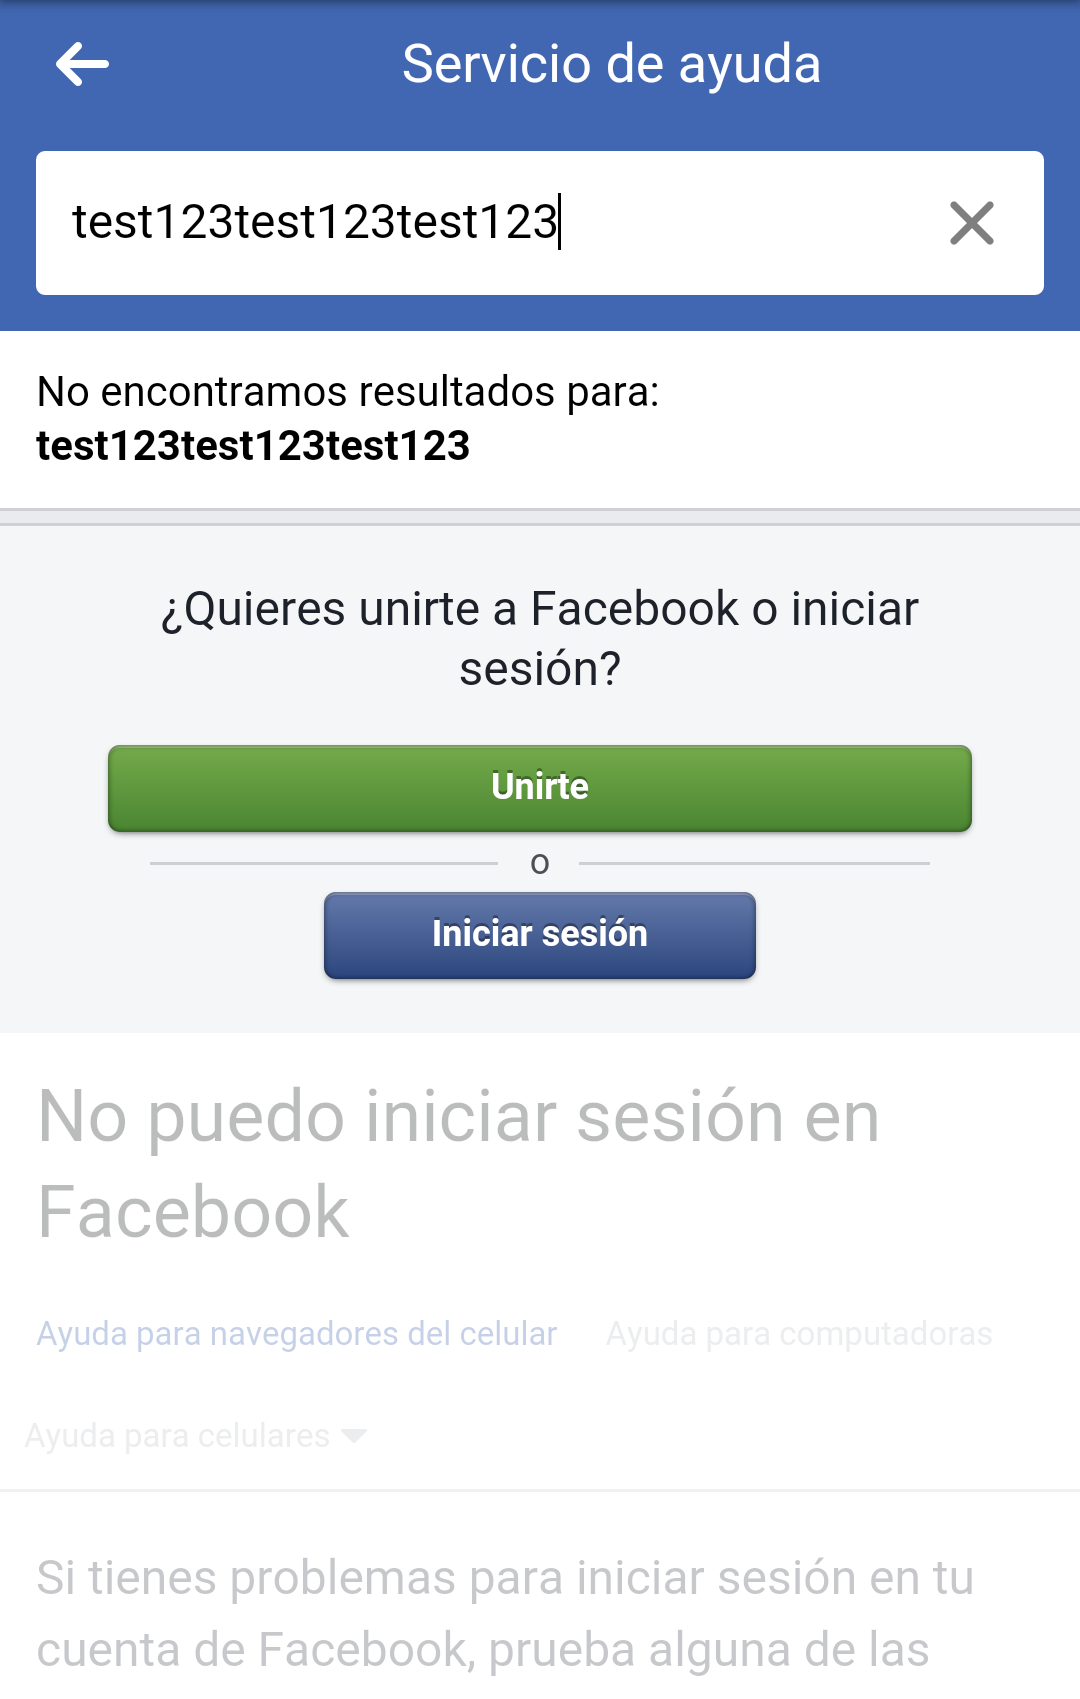 Servicio de ayuda
test123test123test123
No encontramos resultados para:
test123test123test123
¿Quieres unirte a Facebook o iniciar
sesión?
Unirte
o
Iniciar sesión
No puedo iniciar sesión en
Facebook
Ayuda para navegadores del celular Ayuda para computadoras
Ayuda para celulares
Si tienes problemas para iniciar sesión en tu
cuenta de Facebook, prueba alguna de las